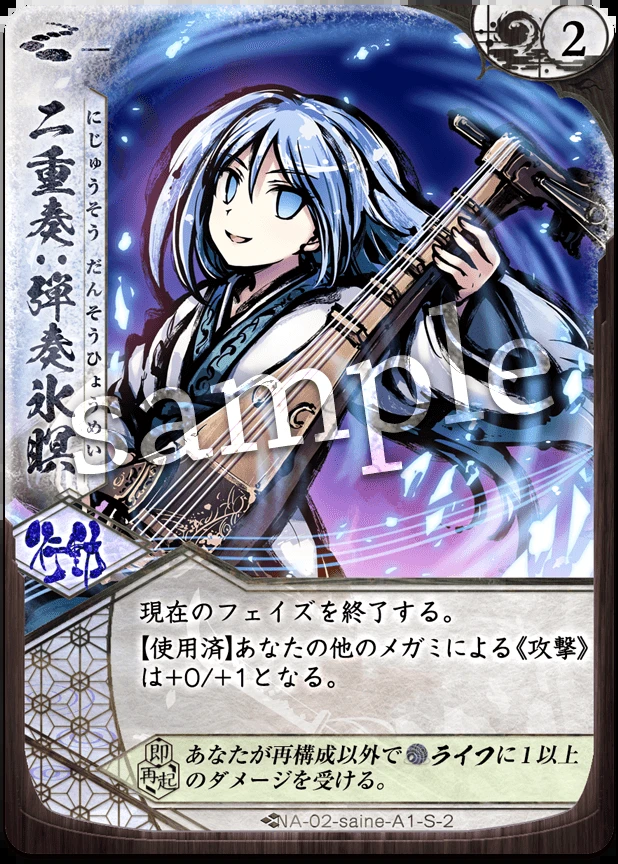 2
二重奏:弾奏氷瞑
にじゅうそう だんそうひょうめい
sample
行動
現在のフェイズを終了する。
【使用済】あなたの他のメガミによる《攻撃》
は+0/+1となる。
即再起
あなたが再構成以外でライフに1以上
のダメージを受ける。
NA-02-saine-A1-S-2